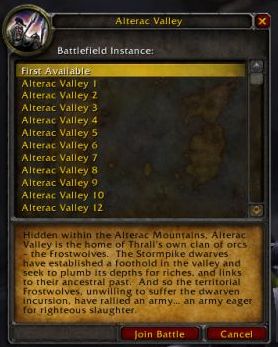 Alterac Valley
Battlefield Instance:
First Available
Alterac Valley 1
Alterac Valley 2
Alterac Valley 3
Alterac Valley 4
Alterac Valley 5
Alterac Valley 6
Alterac Valley 7
Alterac Valley 8
Alterac Valley 9
Alterac Valley 10
Alterac Valley 12
Hidden within the Alterac Mountains, Alterac
Valley is the home of Thrall's own clan of orcs
- the Frostwolves. The Stormpike dwarves
have established a foothold in the valley and
seek to plumb its depths for riches, and links
to their ancestral past. And so the territorial
Frostwolves, unwilling to suffer the dwarven
incursion, have rallied an army... an army eager
for righteous slaughter.
Join Battle
Cancel